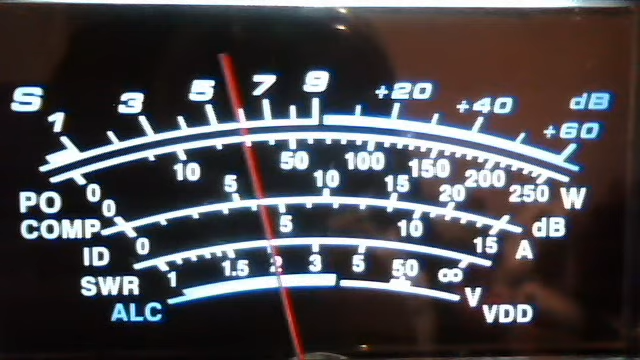 S 1 3 5 7 9 +20 +40 +60 dB
PO 0 10 50 100 150 200 250 W
COMP 0 5 10 15 20 dB
ID 0 5 10 15 A
SWR 1 1.5 2 3 5 50 ∞
ALC V VDD